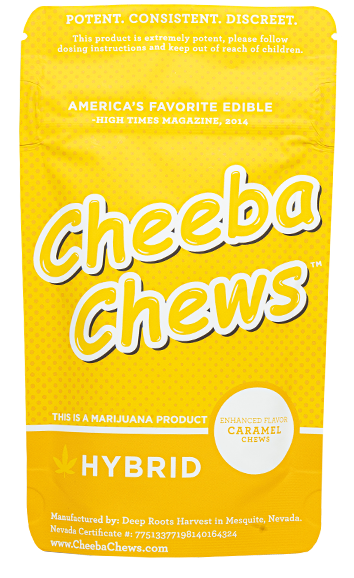 POTENT. CONSISTENT. DISCREET.
This product is extremely potent, please follow
dosing instructions and keep out of reach of children.
AMERICA'S FAVORITE EDIBLE
-HIGH TIMES MAGAZINE, 2014
Cheeba
Chews™
THIS IS A MARIJUANA PRODUCT
ENHANCED FLAVOR
CARAMEL
CHEWS
HYBRID
Manufactured by: Deep Roots Harvest in Mesquite, Nevada.
Nevada Certificate #: 77513377198140164324
www.CheebaChews.com